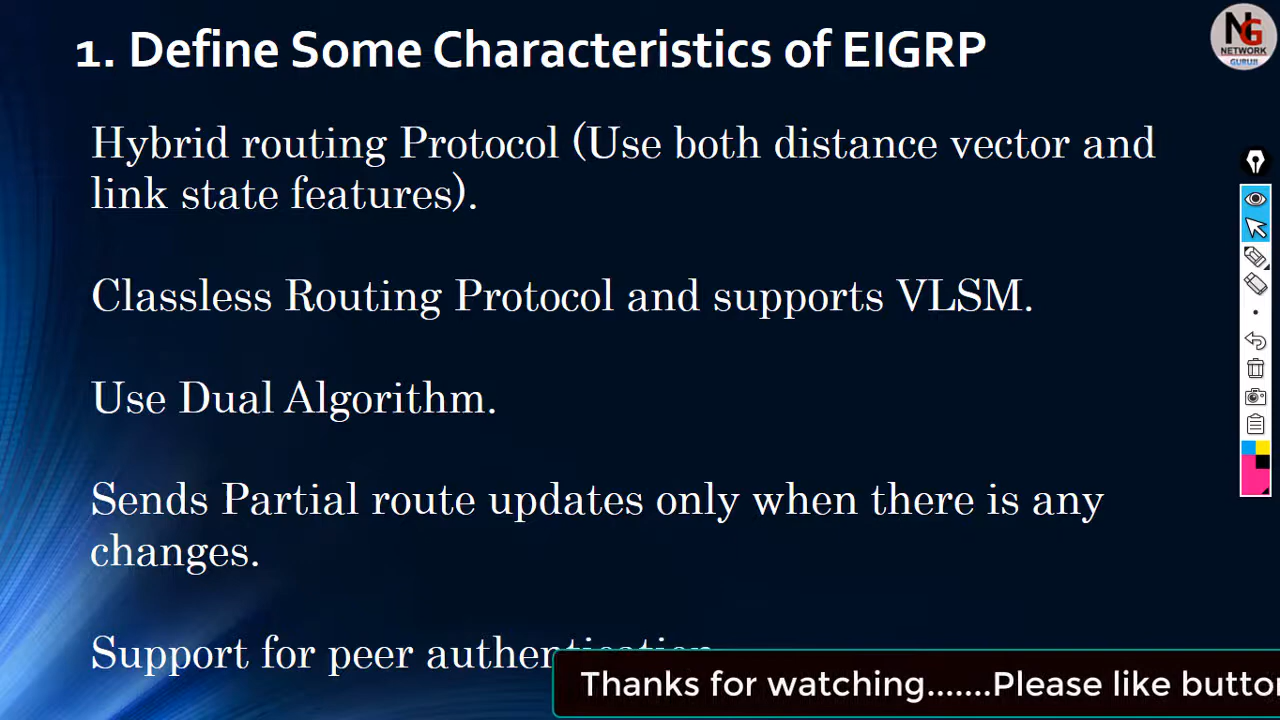 1. Define Some Characteristics of EIGRP
NG
NETWORK
GURUJI
Hybrid routing Protocol (Use both distance vector and
link state features).
Classless Routing Protocol and supports VLSM.
Use Dual Algorithm.
Sends Partial route updates only when there is any
changes.
Support for peer authentication
Thanks for watching.......Please like butto